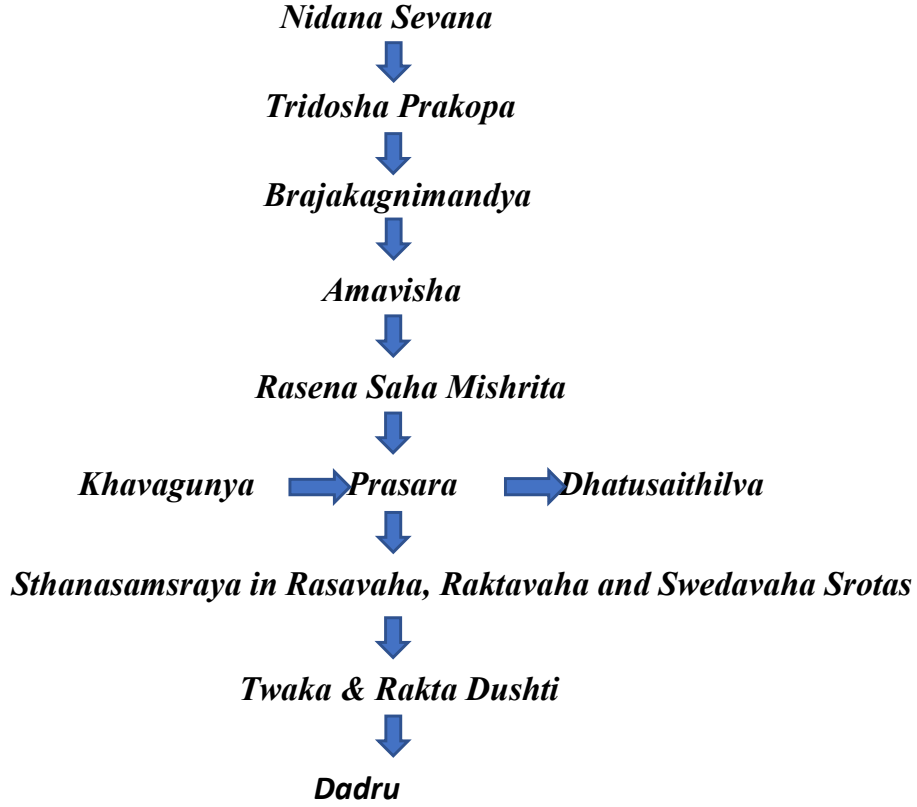 Nidana Sevana
Tridosha Prakopa
Brajakagnimandya
Amavisha
Rasena Saha Mishrita
Khavagunya Prasara Dhatusaithilva
Sthanasamsraya in Rasavaha, Raktavaha and Swedavaha Srotas
Twaka & Rakta Dushti
Dadru